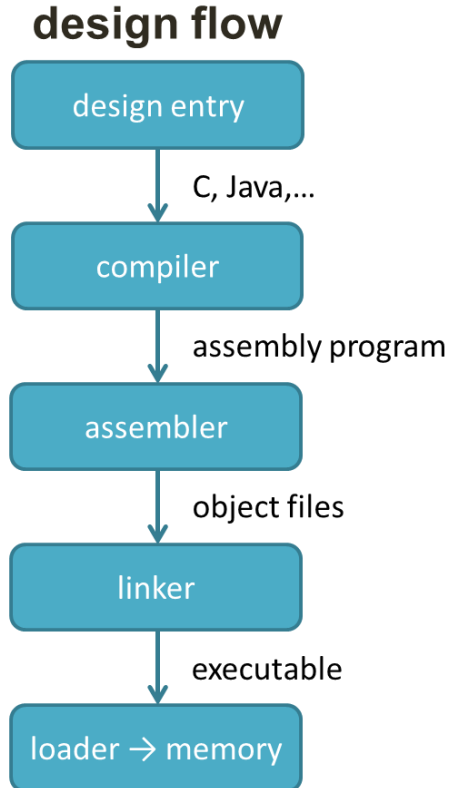 design flow
design entry
C, Java,...
compiler
assembly program
assembler
object files
linker
executable
loader → memory